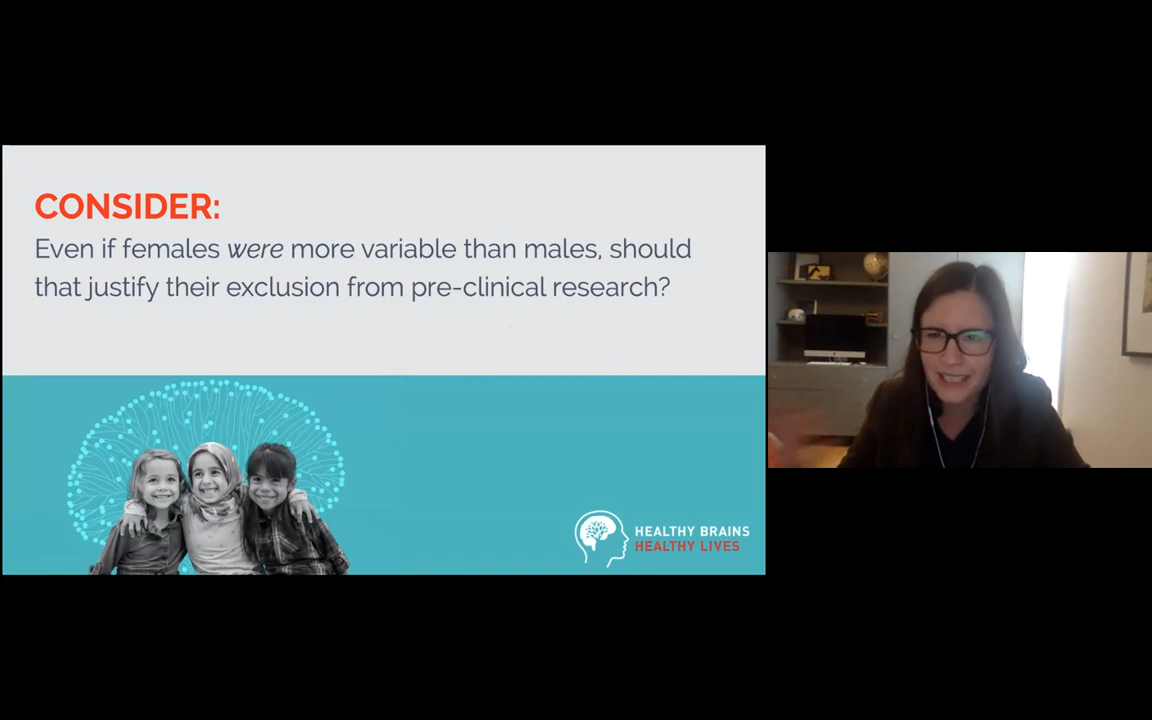 CONSIDER:
Even if females were more variable than males, should
that justify their exclusion from pre-clinical research?
HEALTHY BRAINS
HEALTHY LIVES